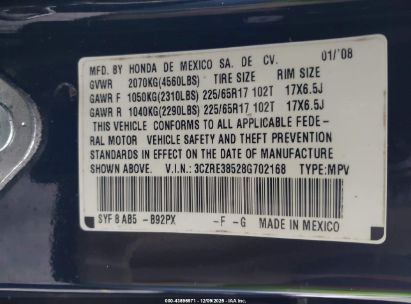 MFD. BY HONDA DE MEXICO SA. DE CV. 01/'08
GVWR 2070KG(4560LBS) TIRE SIZE RIM SIZE
GAWR F 1050KG(2310LBS) 225/65R17 102T 17X6.5J
GAWR R 1040KG(2290LBS) 225/65R17 102T 17X6.5J
THIS VEHICLE CONFORMS TO ALL APPLICABLE FEDE-
RAL MOTOR VEHICLE SAFETY AND THEFT PREVENTION
STANDARDS IN EFFECT ON THE DATE OF MANUFACTURE
SHOWN ABOVE. V.I.N.: 3CZRE38528G702168 TYPE:MPV
SYF 8 AB5 -B92PX -F -G MADE IN MEXICO